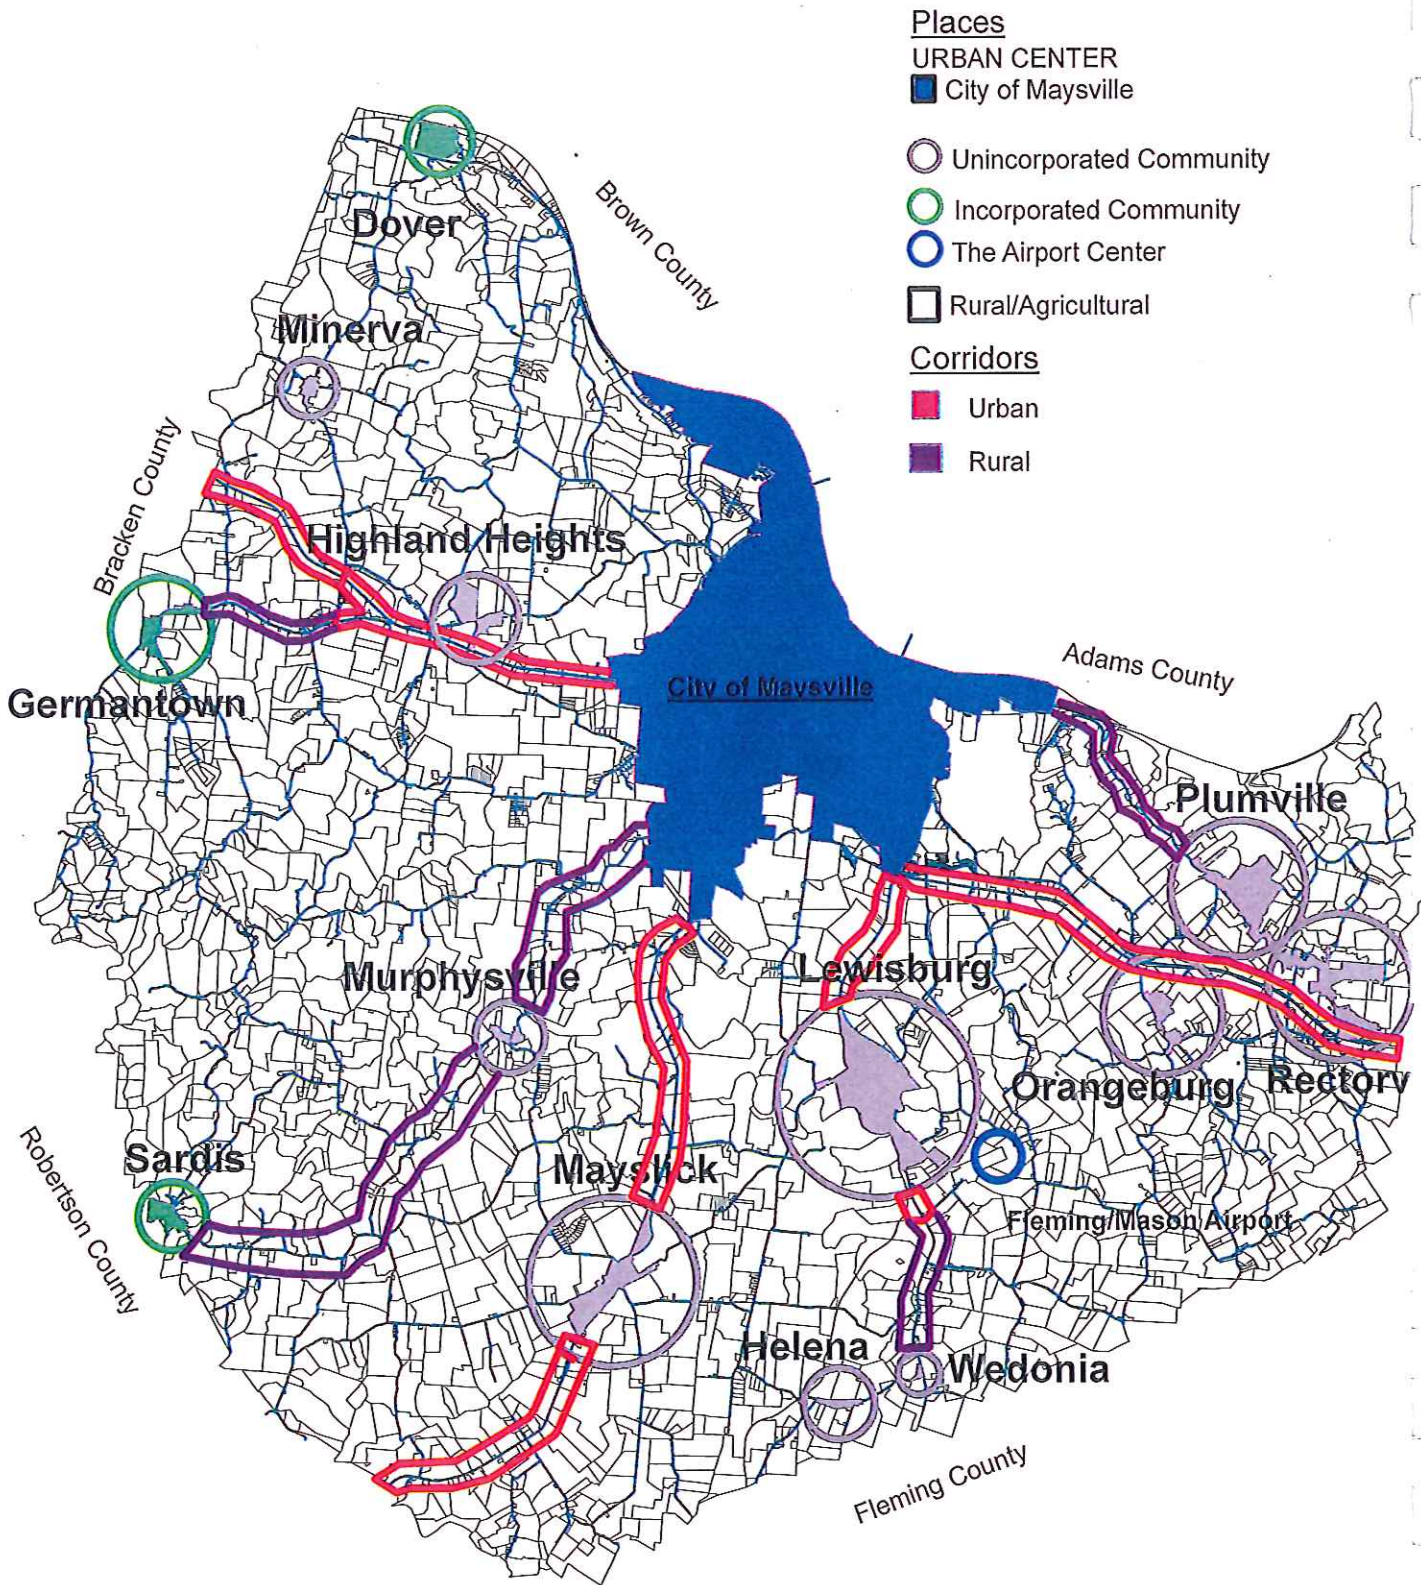 Places
URBAN CENTER
City of Maysville
Unincorporated Community
Incorporated Community
The Airport Center
Rural/Agricultural
Corridors
Urban
Rural
Dover
Brown County
Minerva
Bracken County
Highland Heights
Germantown
City of Maysville
Adams County
Plumville
Murphysville
Lewisburg
Orangeburg
Rectorv
Sardis
Mayslick
Robertson County
Fleming/Mason Airport
Helena
Wedonia
Fleming County